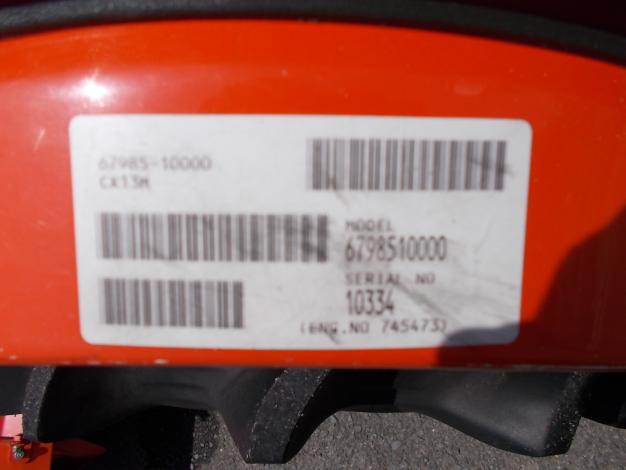 67985-10000
CX13M
MODEL
6798510000
SERIAL NO
10334
(ENG.NO 745473)